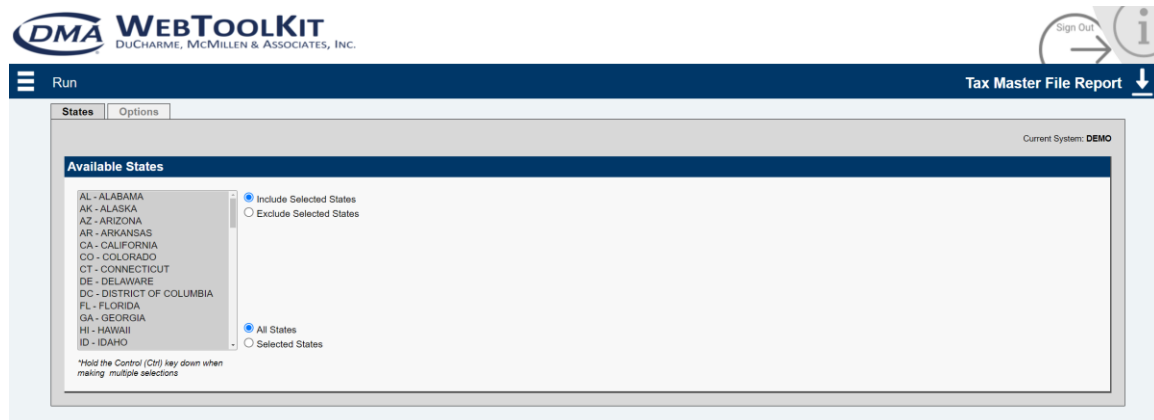 DMA WEBTOOLKIT
DUCHARME, MCMILLEN & ASSOCIATES, INC.
Sign Out
i
Run
Tax Master File Report
States
Options
Current System: DEMO
Available States
AL - ALABAMA
AK - ALASKA
AZ - ARIZONA
AR - ARKANSAS
CA - CALIFORNIA
CO - COLORADO
CT - CONNECTICUT
DE - DELAWARE
DC - DISTRICT OF COLUMBIA
FL - FLORIDA
GA - GEORGIA
HI - HAWAII
ID - IDAHO
Include Selected States
Exclude Selected States
All States
Selected States
*Hold the Control (Ctrl) key down when
making multiple selections